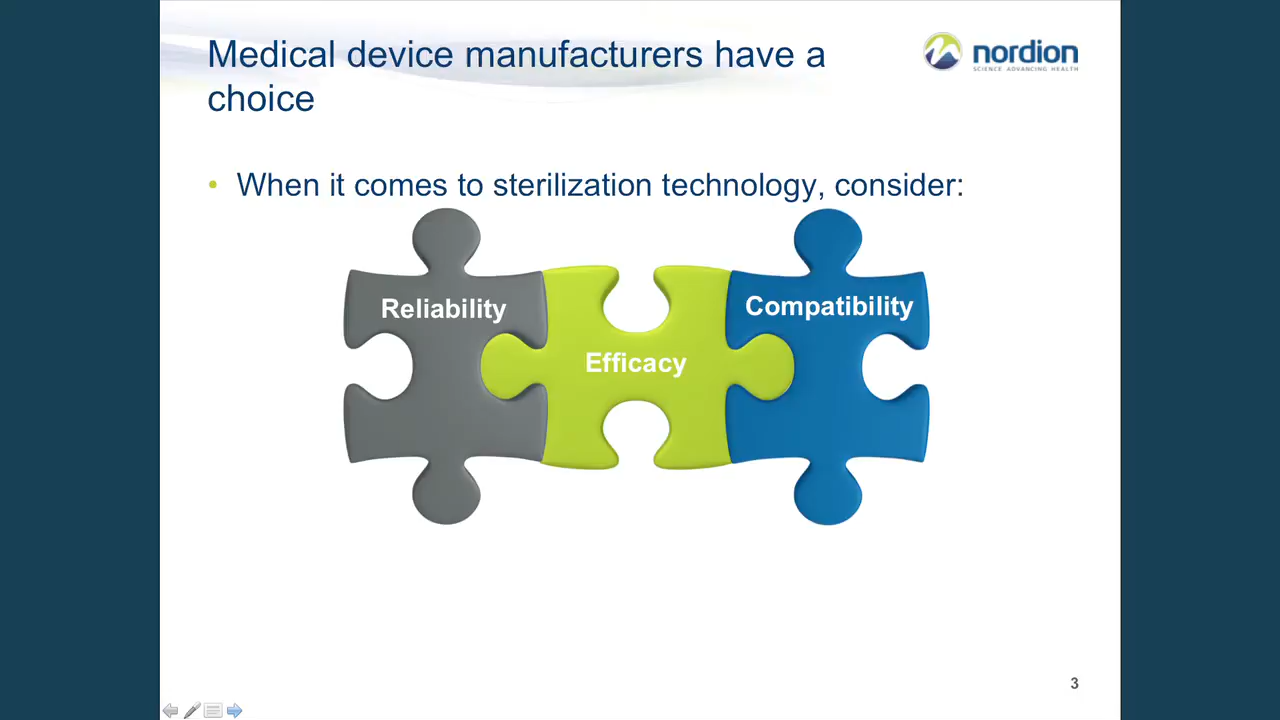 Medical device manufacturers have a
choice
nordion
SCIENCE ADVANCING HEALTH
• When it comes to sterilization technology, consider:
Reliability
Efficacy
Compatibility
3